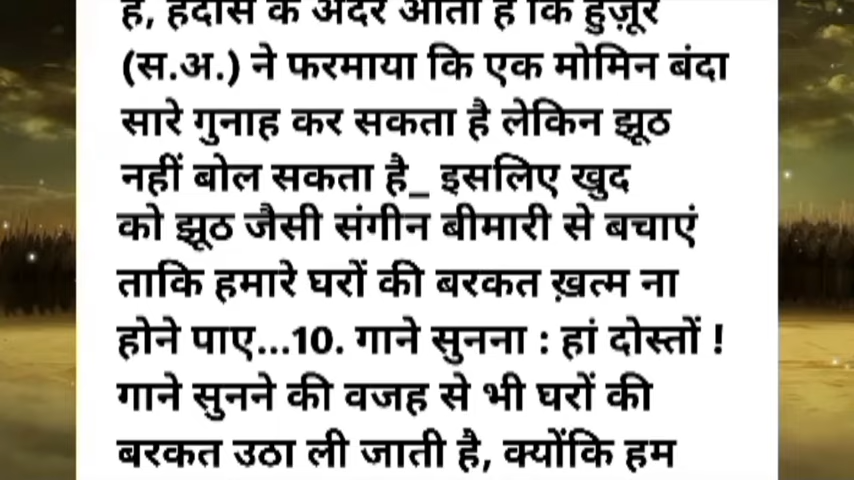 है, हदीस के अंदर आता है कि हुज़ूर
(स.अ.) ने फरमाया कि एक मोमिन बंदा
सारे गुनाह कर सकता है लेकिन झूठ
नहीं बोल सकता है_ इसलिए खुद
को झूठ जैसी संगीन बीमारी से बचाएं
ताकि हमारे घरों की बरकत ख़त्म ना
होने पाए...10. गाने सुनना : हां दोस्तों !
गाने सुनने की वजह से भी घरों की
बरकत उठा ली जाती है, क्योंकि हम